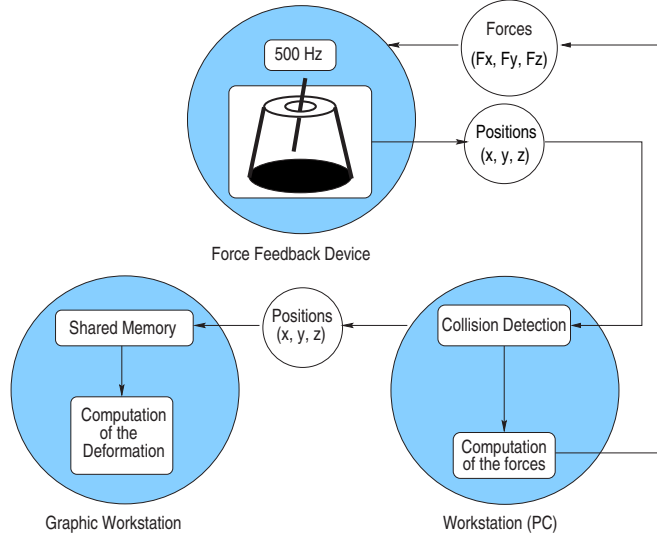 Forces
(Fx, Fy, Fz)
500 Hz
Positions
(x, y, z)
Force Feedback Device
Shared Memory
Positions
(x, y, z)
Collision Detection
Computation
of the
Deformation
Computation
of the forces
Graphic Workstation
Workstation (PC)